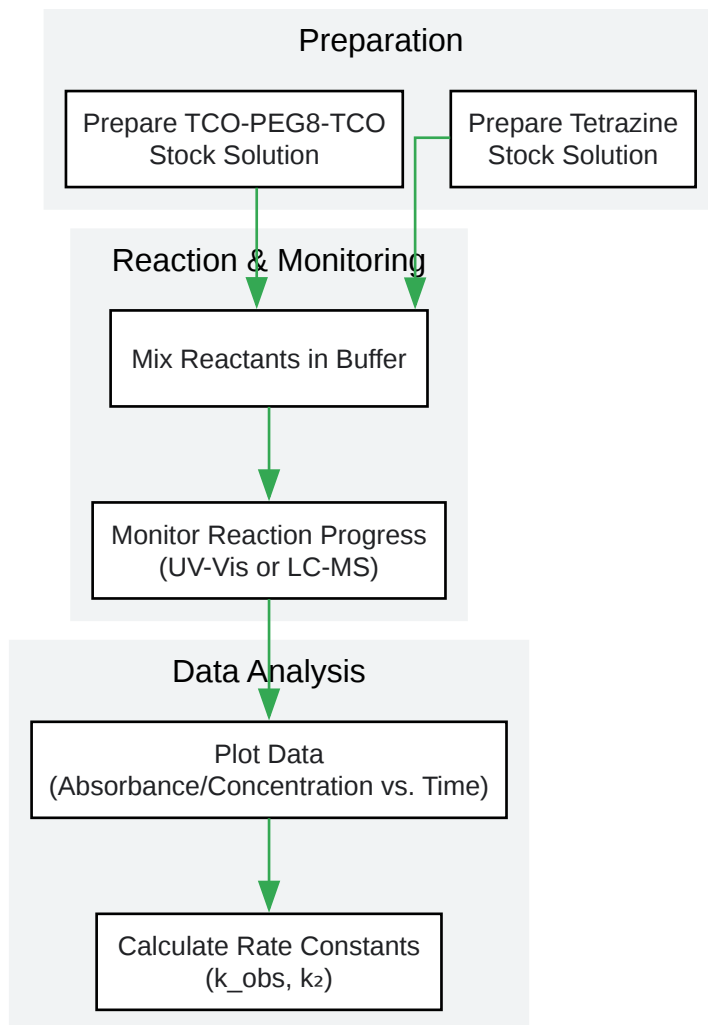 Preparation
Prepare TCO-PEG8-TCO
Stock Solution
Prepare Tetrazine
Stock Solution
Reaction & Monitoring
Mix Reactants in Buffer
Monitor Reaction Progress
(UV-Vis or LC-MS)
Data Analysis
Plot Data
(Absorbance/Concentration vs. Time)
Calculate Rate Constants
(k_obs, k₂)